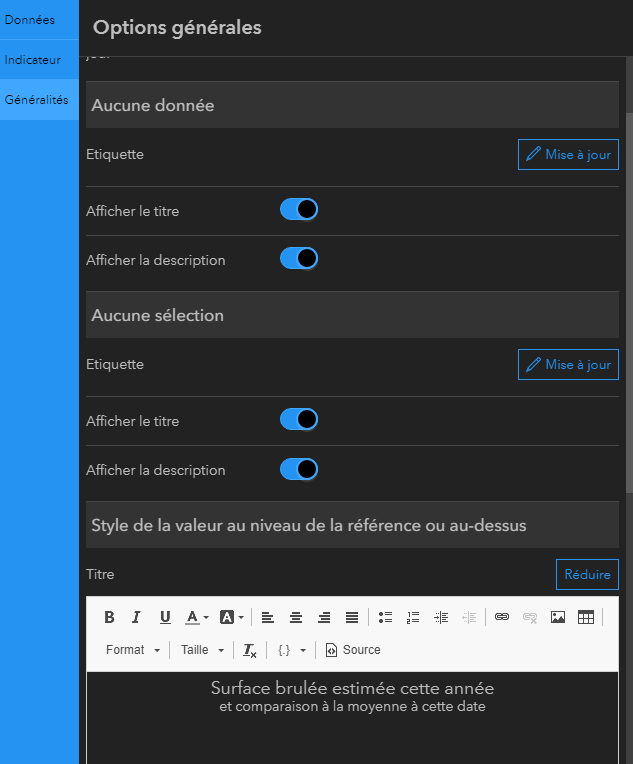 Données
Indicateur
Généralités
Options générales
jour
Aucune donnée
Etiquette
Mise à jour
Afficher le titre
Afficher la description
Aucune sélection
Etiquette
Mise à jour
Afficher le titre
Afficher la description
Style de la valeur au niveau de la référence ou au-dessus
Titre
Réduire
B I U A A
Format Taille Tx {.} Source
Surface brulée estimée cette année
et comparaison à la moyenne à cette date